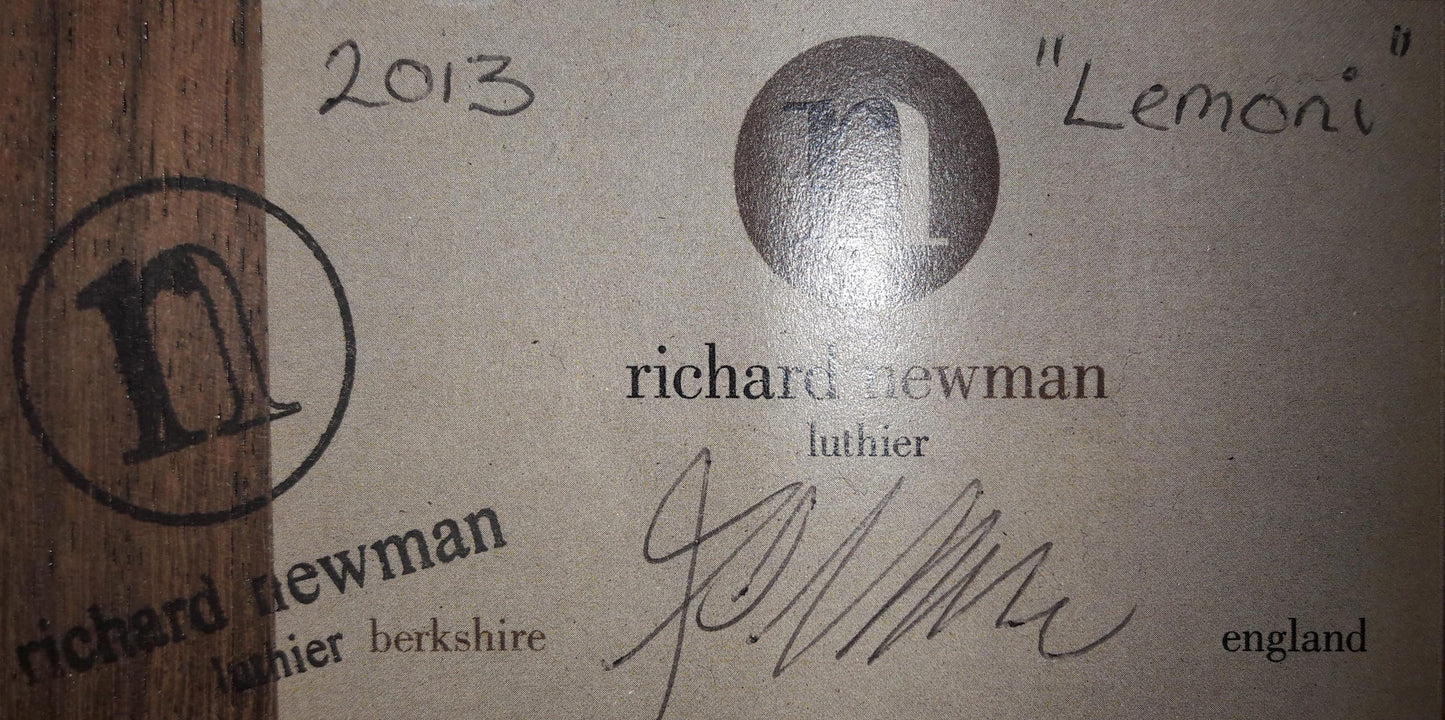 2013
"Lemoni"
n
richard newman
luthier
n
richard newman
luthier
berkshire
england